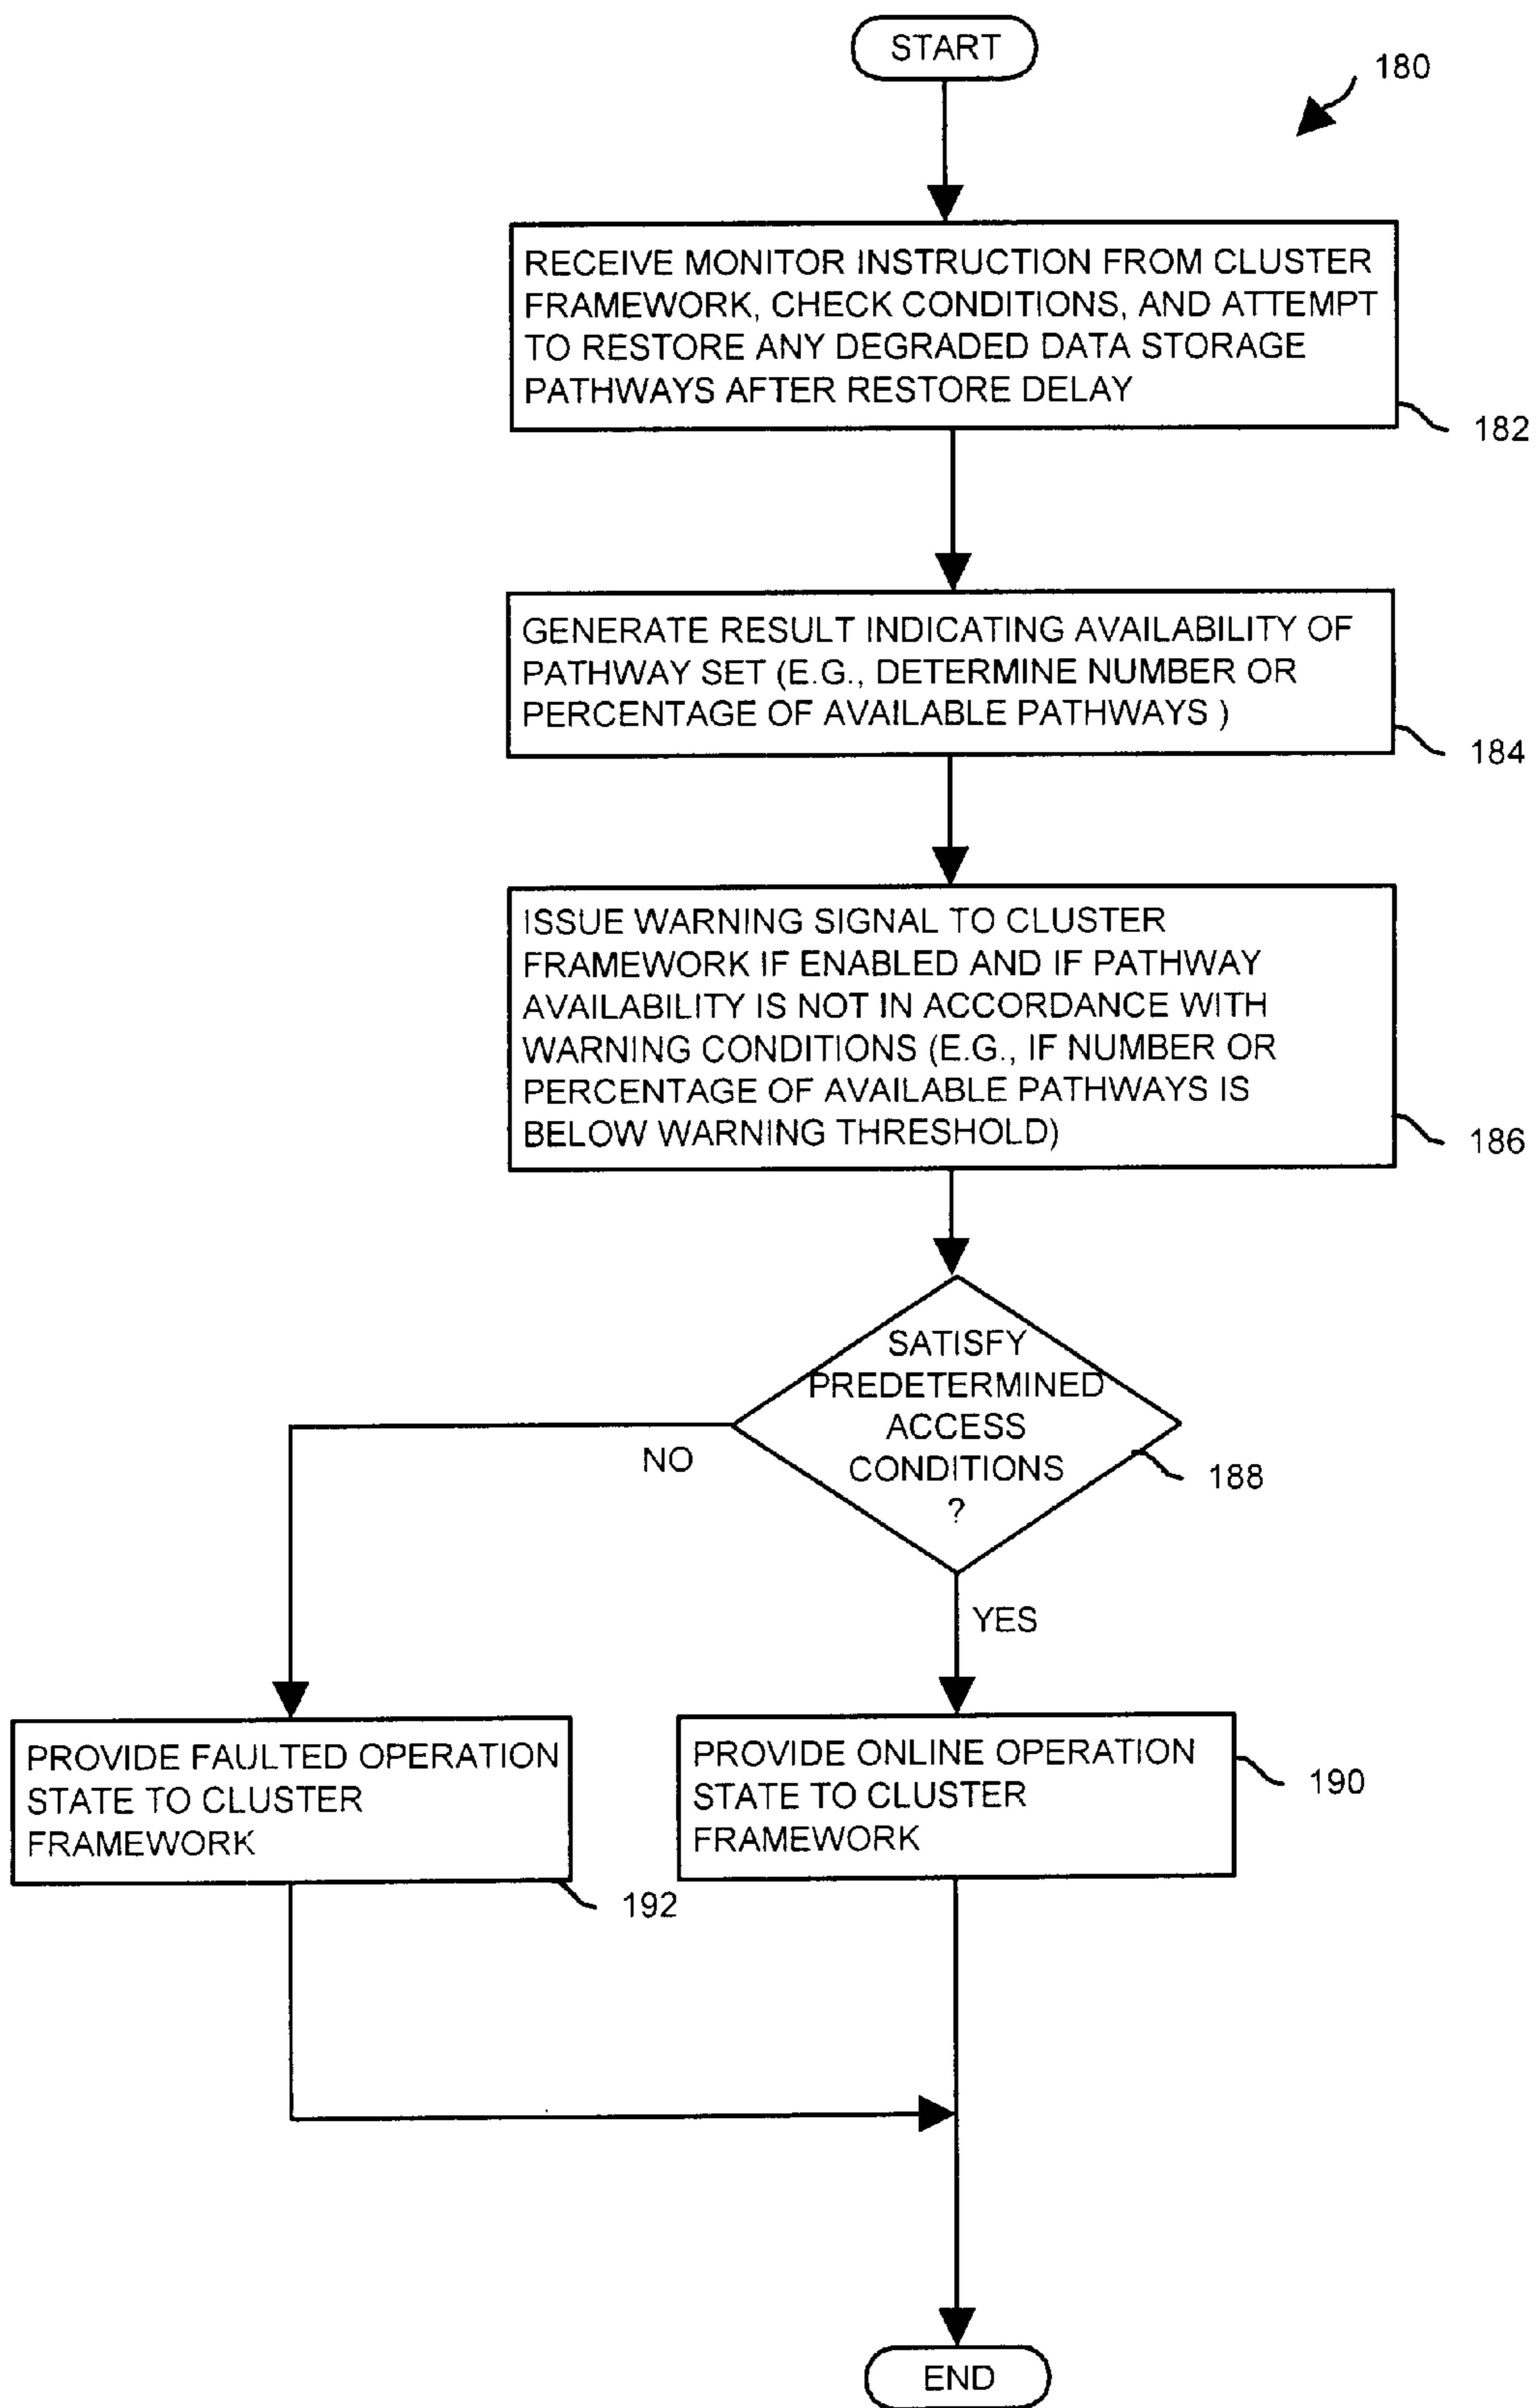 START
180
RECEIVE MONITOR INSTRUCTION FROM CLUSTER
FRAMEWORK, CHECK CONDITIONS, AND ATTEMPT
TO RESTORE ANY DEGRADED DATA STORAGE
PATHWAYS AFTER RESTORE DELAY
182
GENERATE RESULT INDICATING AVAILABILITY OF
PATHWAY SET (E.G., DETERMINE NUMBER OR
PERCENTAGE OF AVAILABLE PATHWAYS )
184
ISSUE WARNING SIGNAL TO CLUSTER
FRAMEWORK IF ENABLED AND IF PATHWAY
AVAILABILITY IS NOT IN ACCORDANCE WITH
WARNING CONDITIONS (E.G., IF NUMBER OR
PERCENTAGE OF AVAILABLE PATHWAYS IS
BELOW WARNING THRESHOLD)
186
SATISFY
PREDETERMINED
ACCESS
CONDITIONS
?
188
NO
YES
PROVIDE FAULTED OPERATION
STATE TO CLUSTER
FRAMEWORK
192
PROVIDE ONLINE OPERATION
STATE TO CLUSTER
FRAMEWORK
190
END